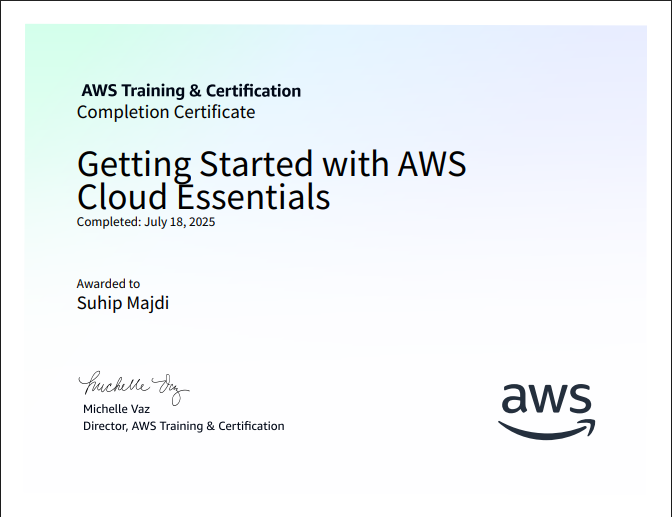 AWS Training & Certification
Completion Certificate
Getting Started with AWS
Cloud Essentials
Completed: July 18, 2025
Awarded to
Suhip Majdi
Michelle Vaz
Michelle Vaz
Director, AWS Training & Certification
aws